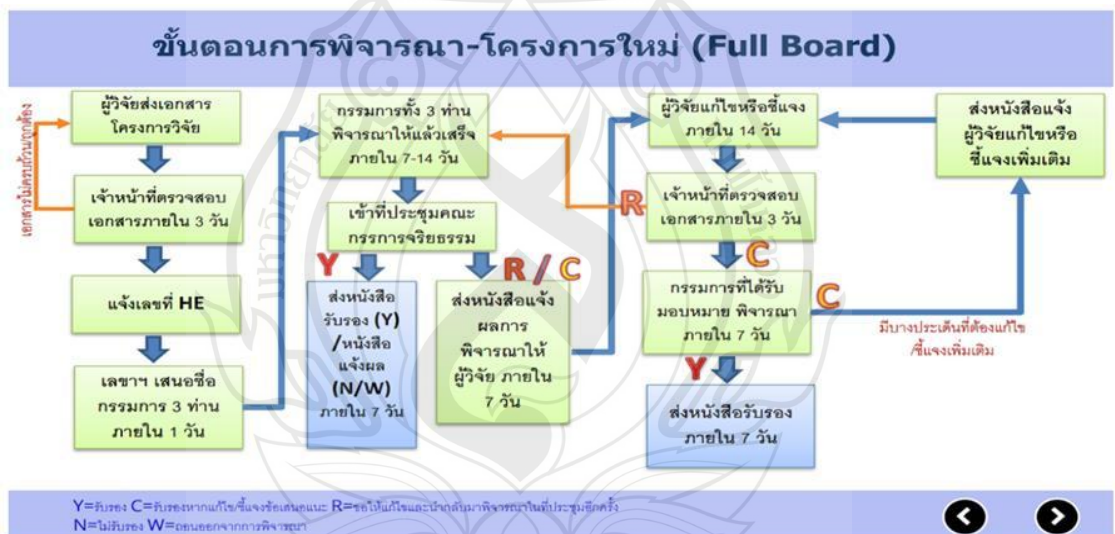 ขั้นตอนการพิจารณา-โครงการใหม่ (Full Board)
ผู้วิจัยส่งเอกสาร
โครงการวิจัย
เอกสารไม่ครบถ้วน/ถูกต้อง
เจ้าหน้าที่ตรวจสอบ
เอกสารภายใน 3 วัน
แจ้งเลขที่ HE
เลขาฯ เสนอชื่อ
กรรมการ 3 ท่าน
ภายใน 1 วัน
กรรมการทั้ง 3 ท่าน
พิจารณาให้แล้วเสร็จ
ภายใน 7-14 วัน
เข้าที่ประชุมคณะ
กรรการจริยธรรม
Y
R / C
ส่งหนังสือ
รับรอง (Y)
/หนังสือ
แจ้งผล
(N/W)
ภายใน 7 วัน
ส่งหนังสือแจ้ง
ผลการ
พิจารณาให้
ผู้วิจัย ภายใน
7 วัน
ผู้วิจัยแก้ไขหรือชี้แจง
ภายใน 14 วัน
R
เจ้าหน้าที่ตรวจสอบ
เอกสารภายใน 3 วัน
C
กรรมการที่ได้รับ
มอบหมาย พิจารณา
ภายใน 7 วัน
C
มีบางประเด็นที่ต้องแก้ไข
/ชี้แจงเพิ่มเติม
Y
ส่งหนังสือรับรอง
ภายใน 7 วัน
ส่งหนังสือแจ้ง
ผู้วิจัยแก้ไขหรือ
ชี้แจงเพิ่มเติม
Y=รับรอง C=รับรองหากแก้ไข/ชี้แจงข้อเสนอแนะ R=ขอให้แก้ไขและนำกลับมาพิจารณาในที่ประชุมอีกครั้ง
N=ไม่รับรอง W=ถอนออกจากการพิจารณา